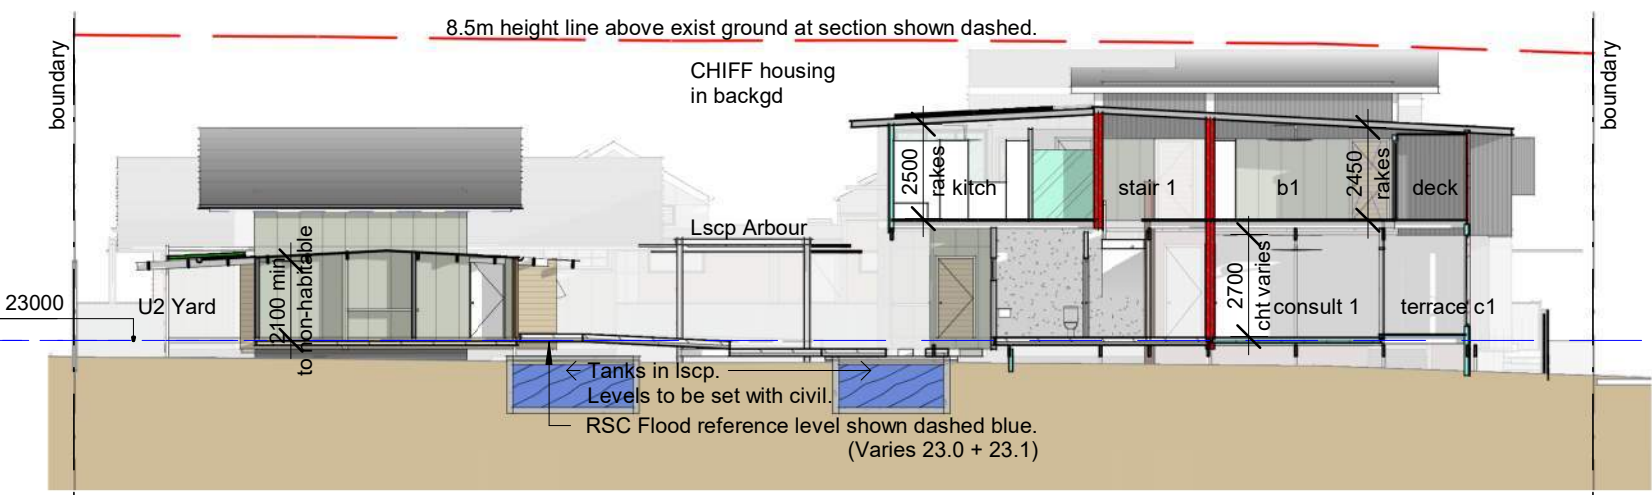 8.5m height line above exist ground at section shown dashed.
boundary
CHIFF housing
in backgd
boundary
2500
rakes
kitch
stair 1
b1
2450
rakes
deck
Lscp Arbour
23000
U2 Yard
2100 min
to non-habitable
2700
cht varies
consult 1
terrace c1
Tanks in lscp.
Levels to be set with civil.
RSC Flood reference level shown dashed blue.
(Varies 23.0 + 23.1)